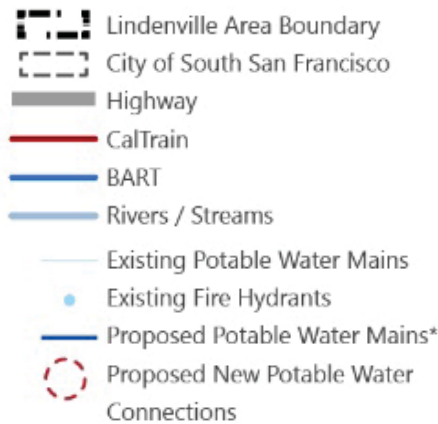 Lindenville Area Boundary
City of South San Francisco
Highway
CalTrain
BART
Rivers / Streams
Existing Potable Water Mains
Existing Fire Hydrants
Proposed Potable Water Mains*
Proposed New Potable Water
Connections